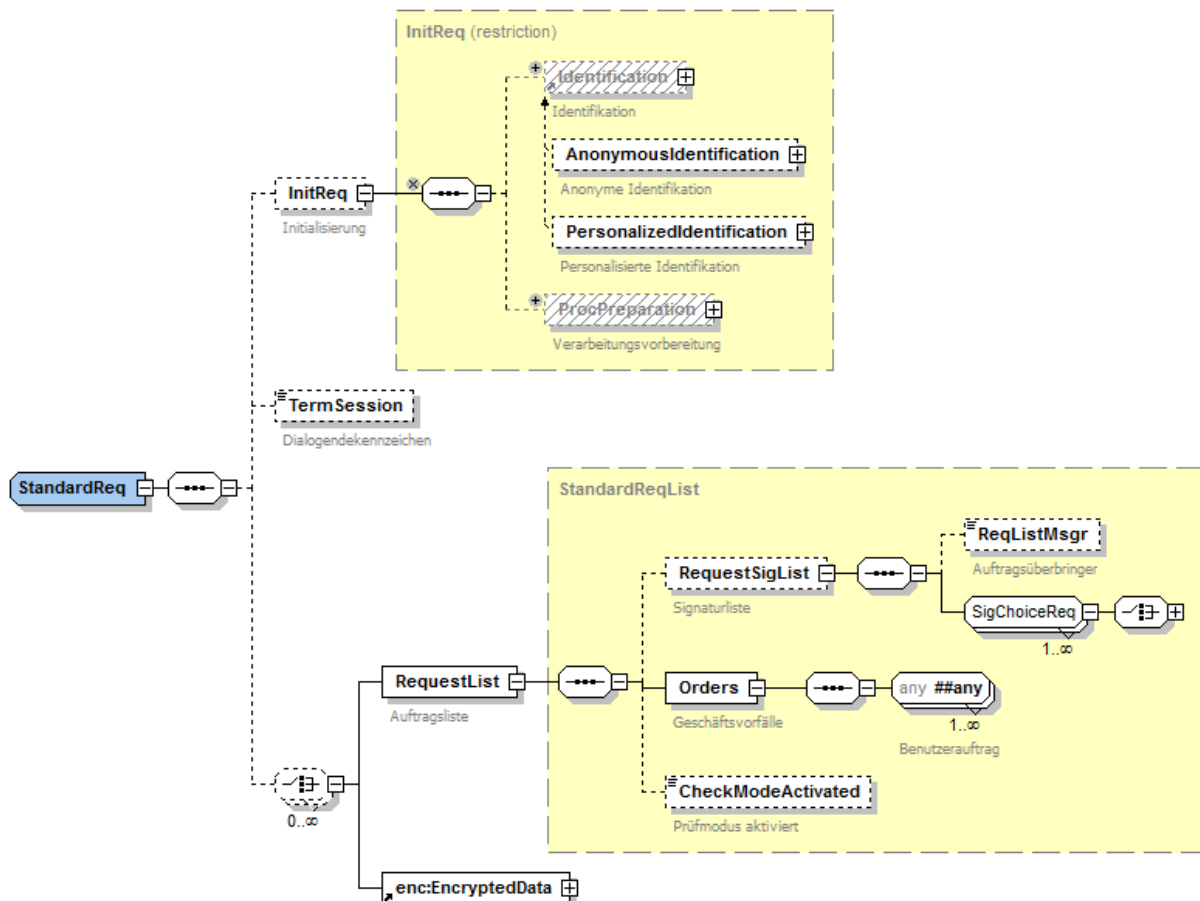 InitReq (restriction)
Identification
Identifikation
AnonymousIdentification
Anonyme Identifikation
InitReq
Initialisierung
PersonalizedIdentification
Personalisierte Identifikation
ProcPreparation
Verarbeitungsvorbereitung
TermSession
Dialogendekennzeichen
StandardReq
StandardReqList
ReqListMsgr
Auftragsüberbringer
RequestSigList
Signaturliste
SigChoiceReq
1..∞
RequestList
Auftragsliste
Orders
Geschäftsvorfälle
any ##any
1..∞
Benutzerauftrag
CheckModeActivated
Prüfmodus aktiviert
0..∞
enc:EncryptedData